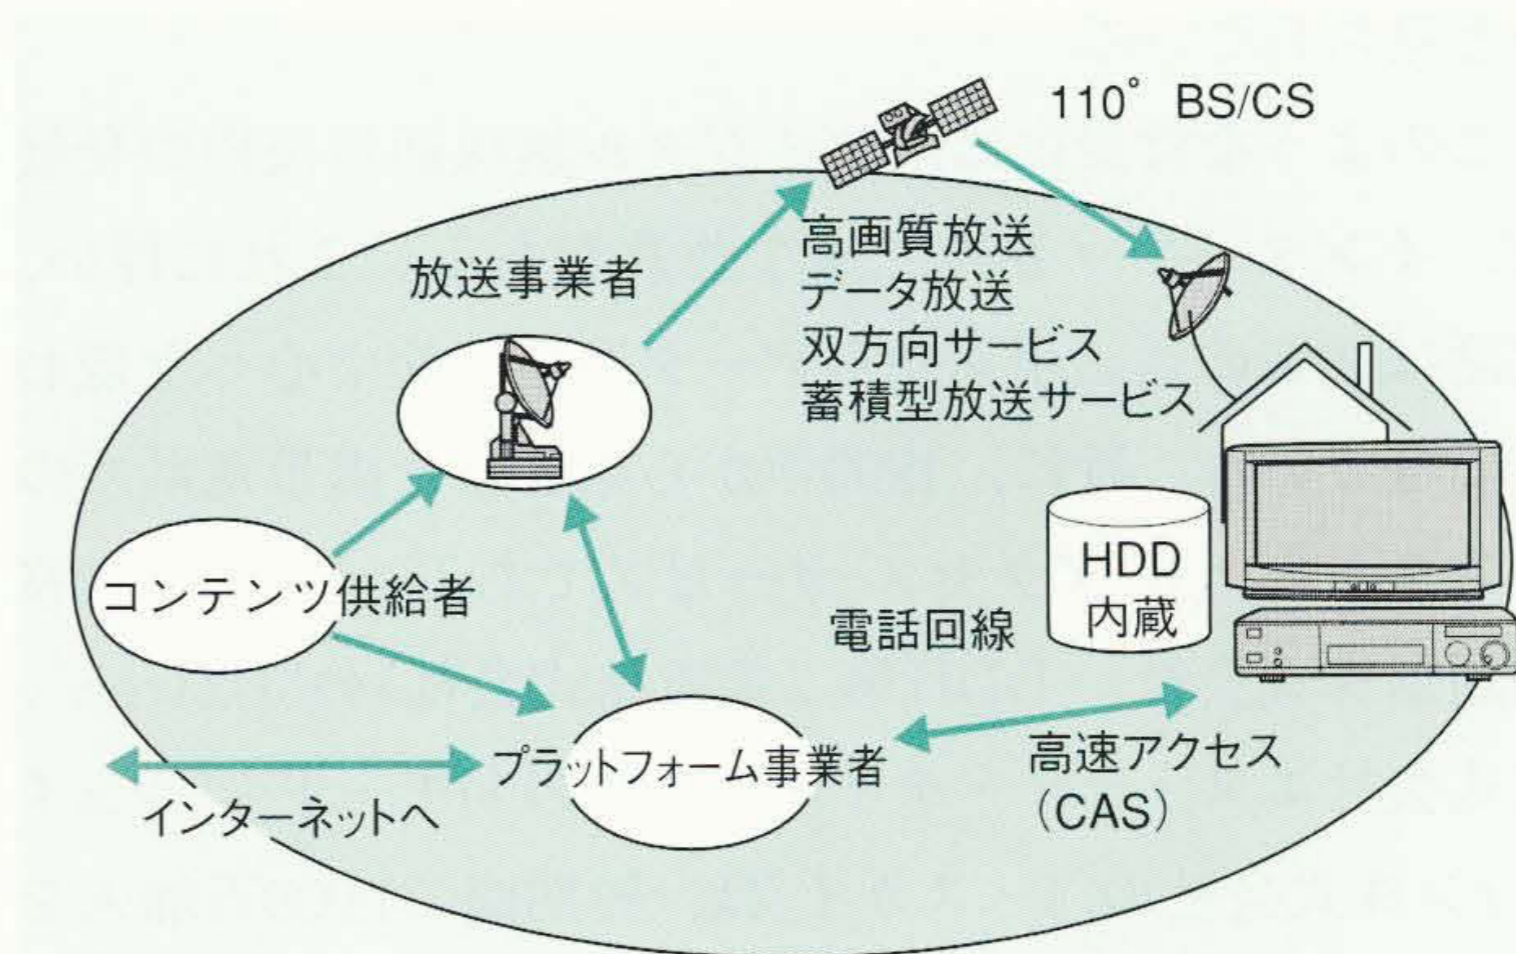 110° BS/CS
放送事業者
高画質放送
データ放送
双方向サービス
蓄積型放送サービス
コンテンツ供給者
HDD
内蔵
電話回線
プラットフォーム事業者
高速アクセス
(CAS)
インターネットへ